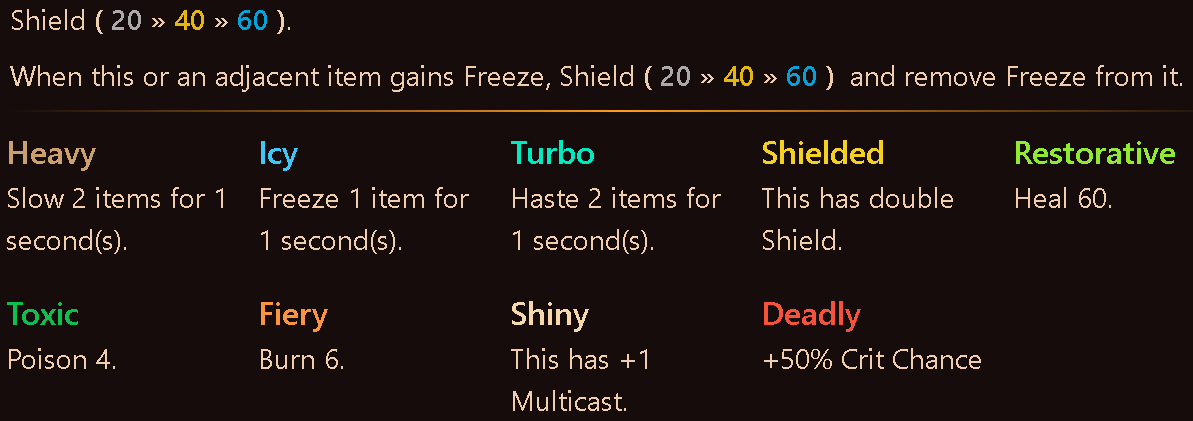 Shield ( 20 » 40 » 60 ).
When this or an adjacent item gains Freeze, Shield ( 20 » 40 » 60 ) and remove Freeze from it.
Heavy
Slow 2 items for 1
second(s).
Icy
Freeze 1 item for
1 second(s).
Turbo
Haste 2 items for
1 second(s).
Shielded
This has double
Shield.
Restorative
Heal 60.
Toxic
Poison 4.
Fiery
Burn 6.
Shiny
This has +1
Multicast.
Deadly
+50% Crit Chance